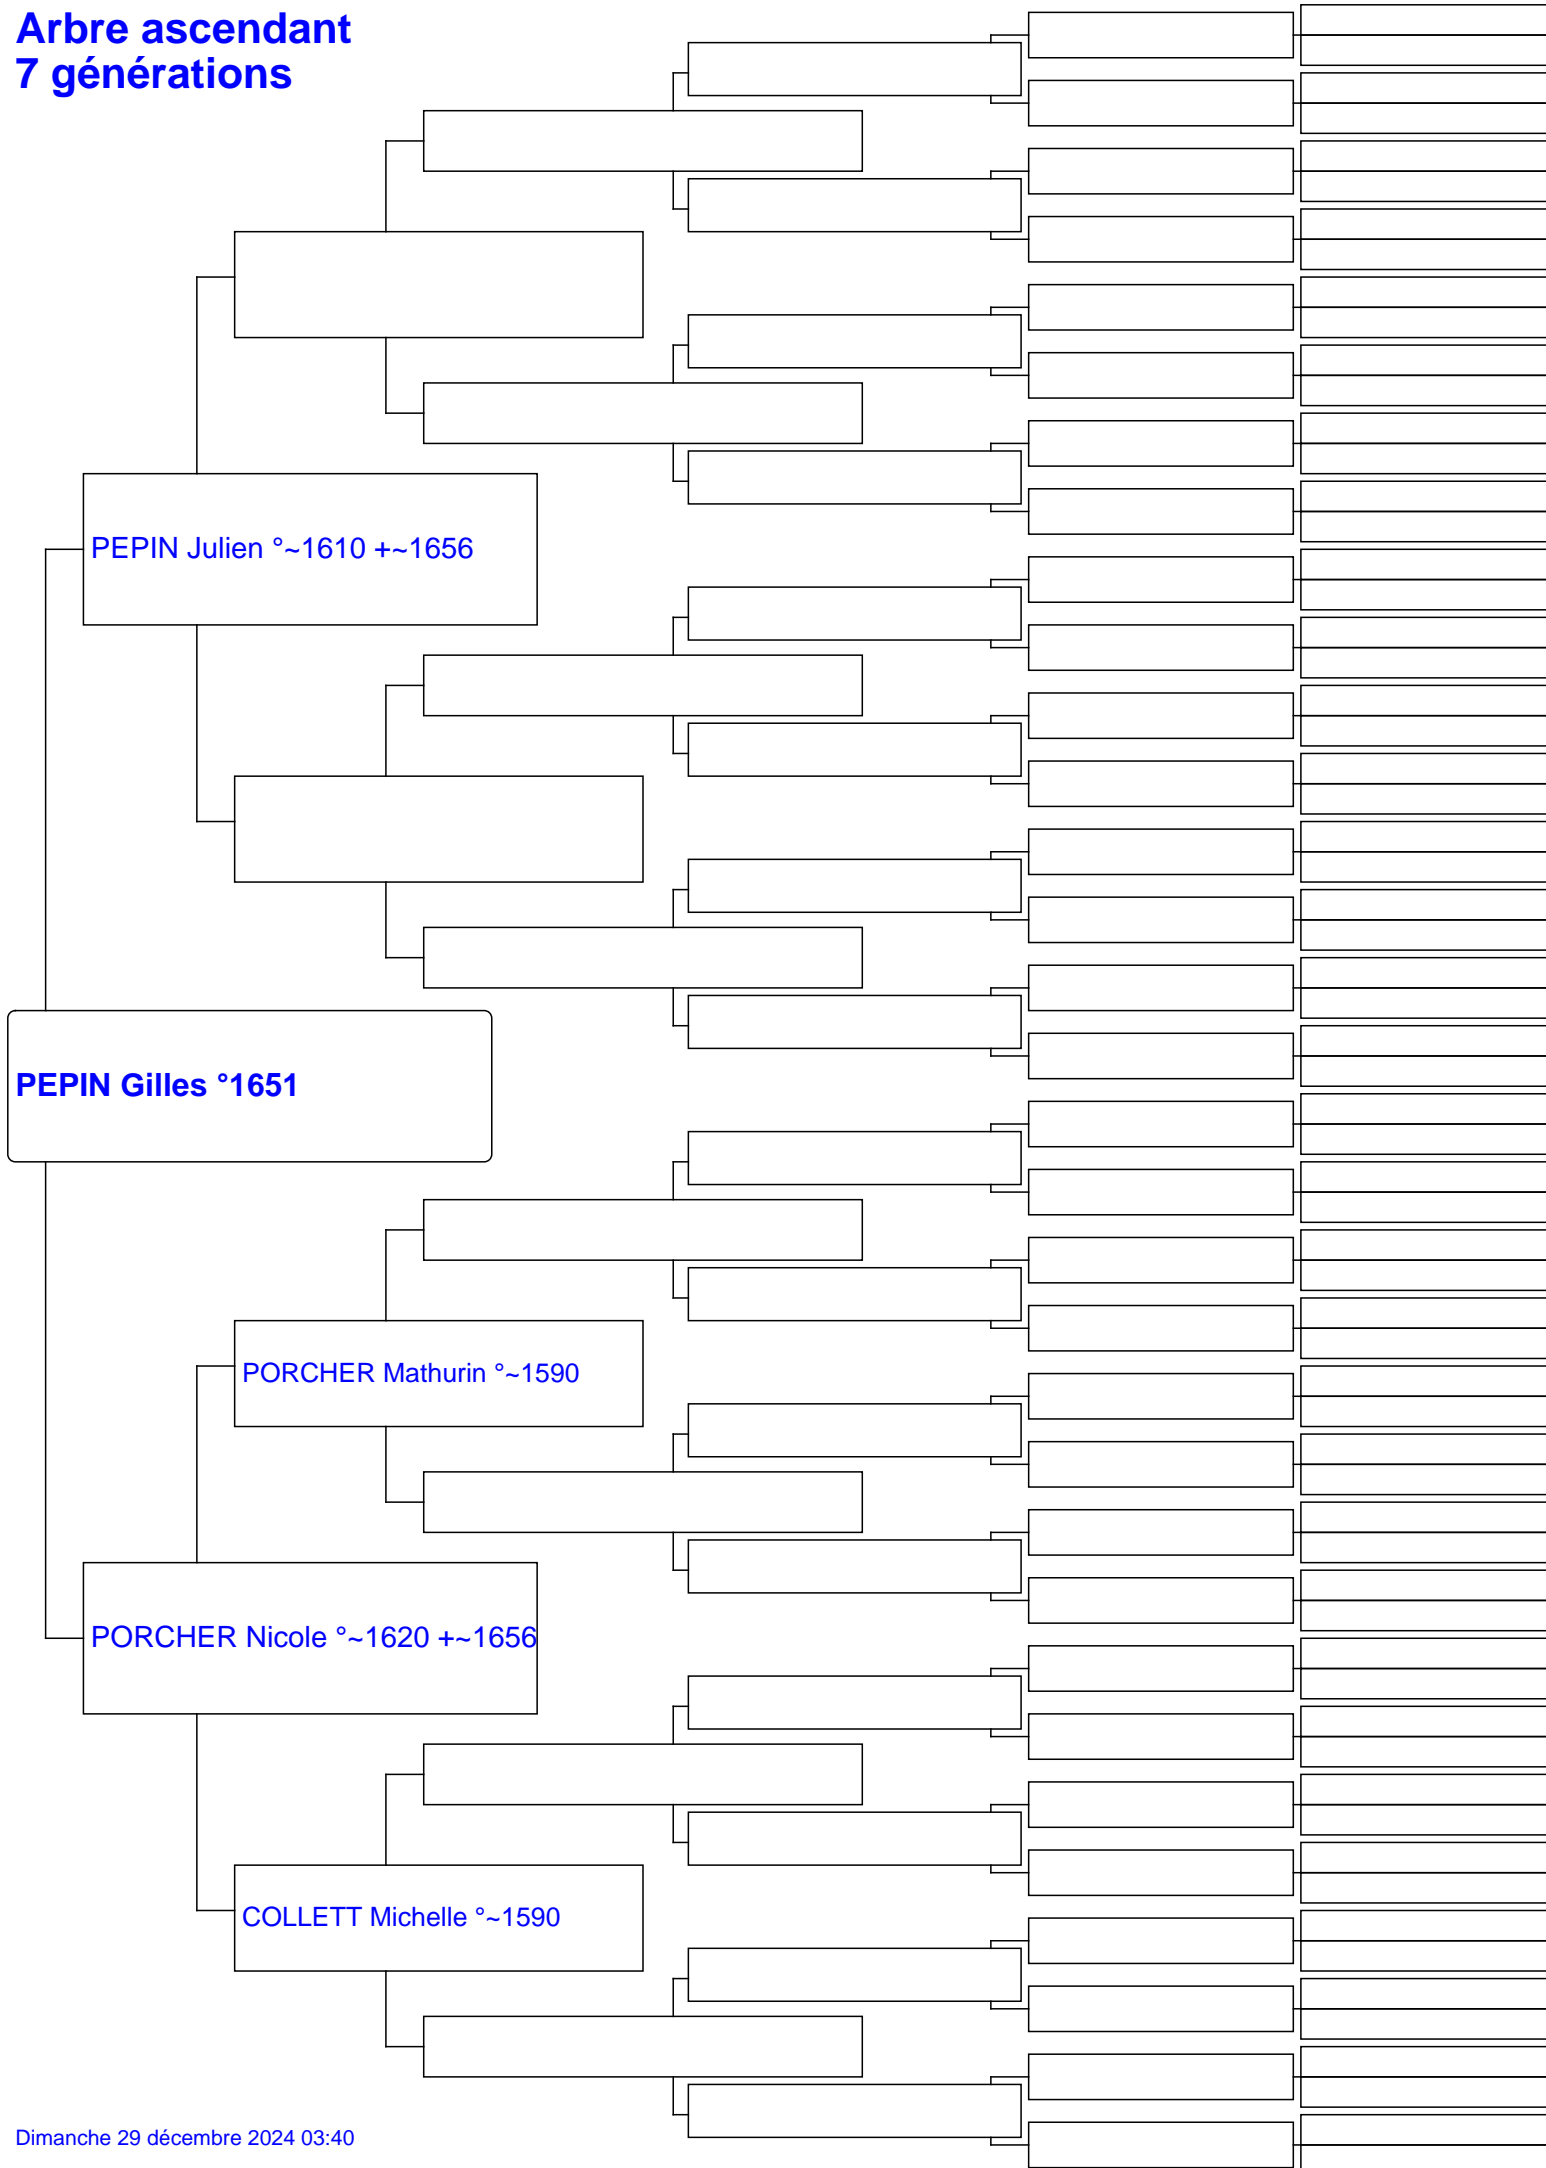 Arbre ascendant
7 générations
PEPIN Julien °~1610 +~1656
PEPIN Gilles °1651
PORCHER Mathurin °~1590
PORCHER Nicole °~1620 +~1656
COLLETT Michelle °~1590
Dimanche 29 décembre 2024 03:40